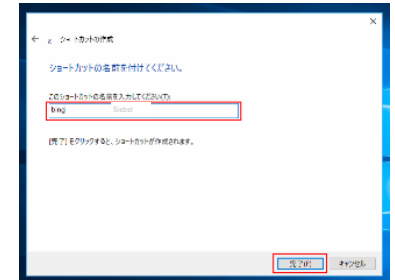 ショートカットの作成
ショートカットの名前を付けてください。
このショートカットの名前を入力してください(T):
bing Siebel
[完了] をクリックすると、ショートカットが作成されます。
完了(F) キャンセル